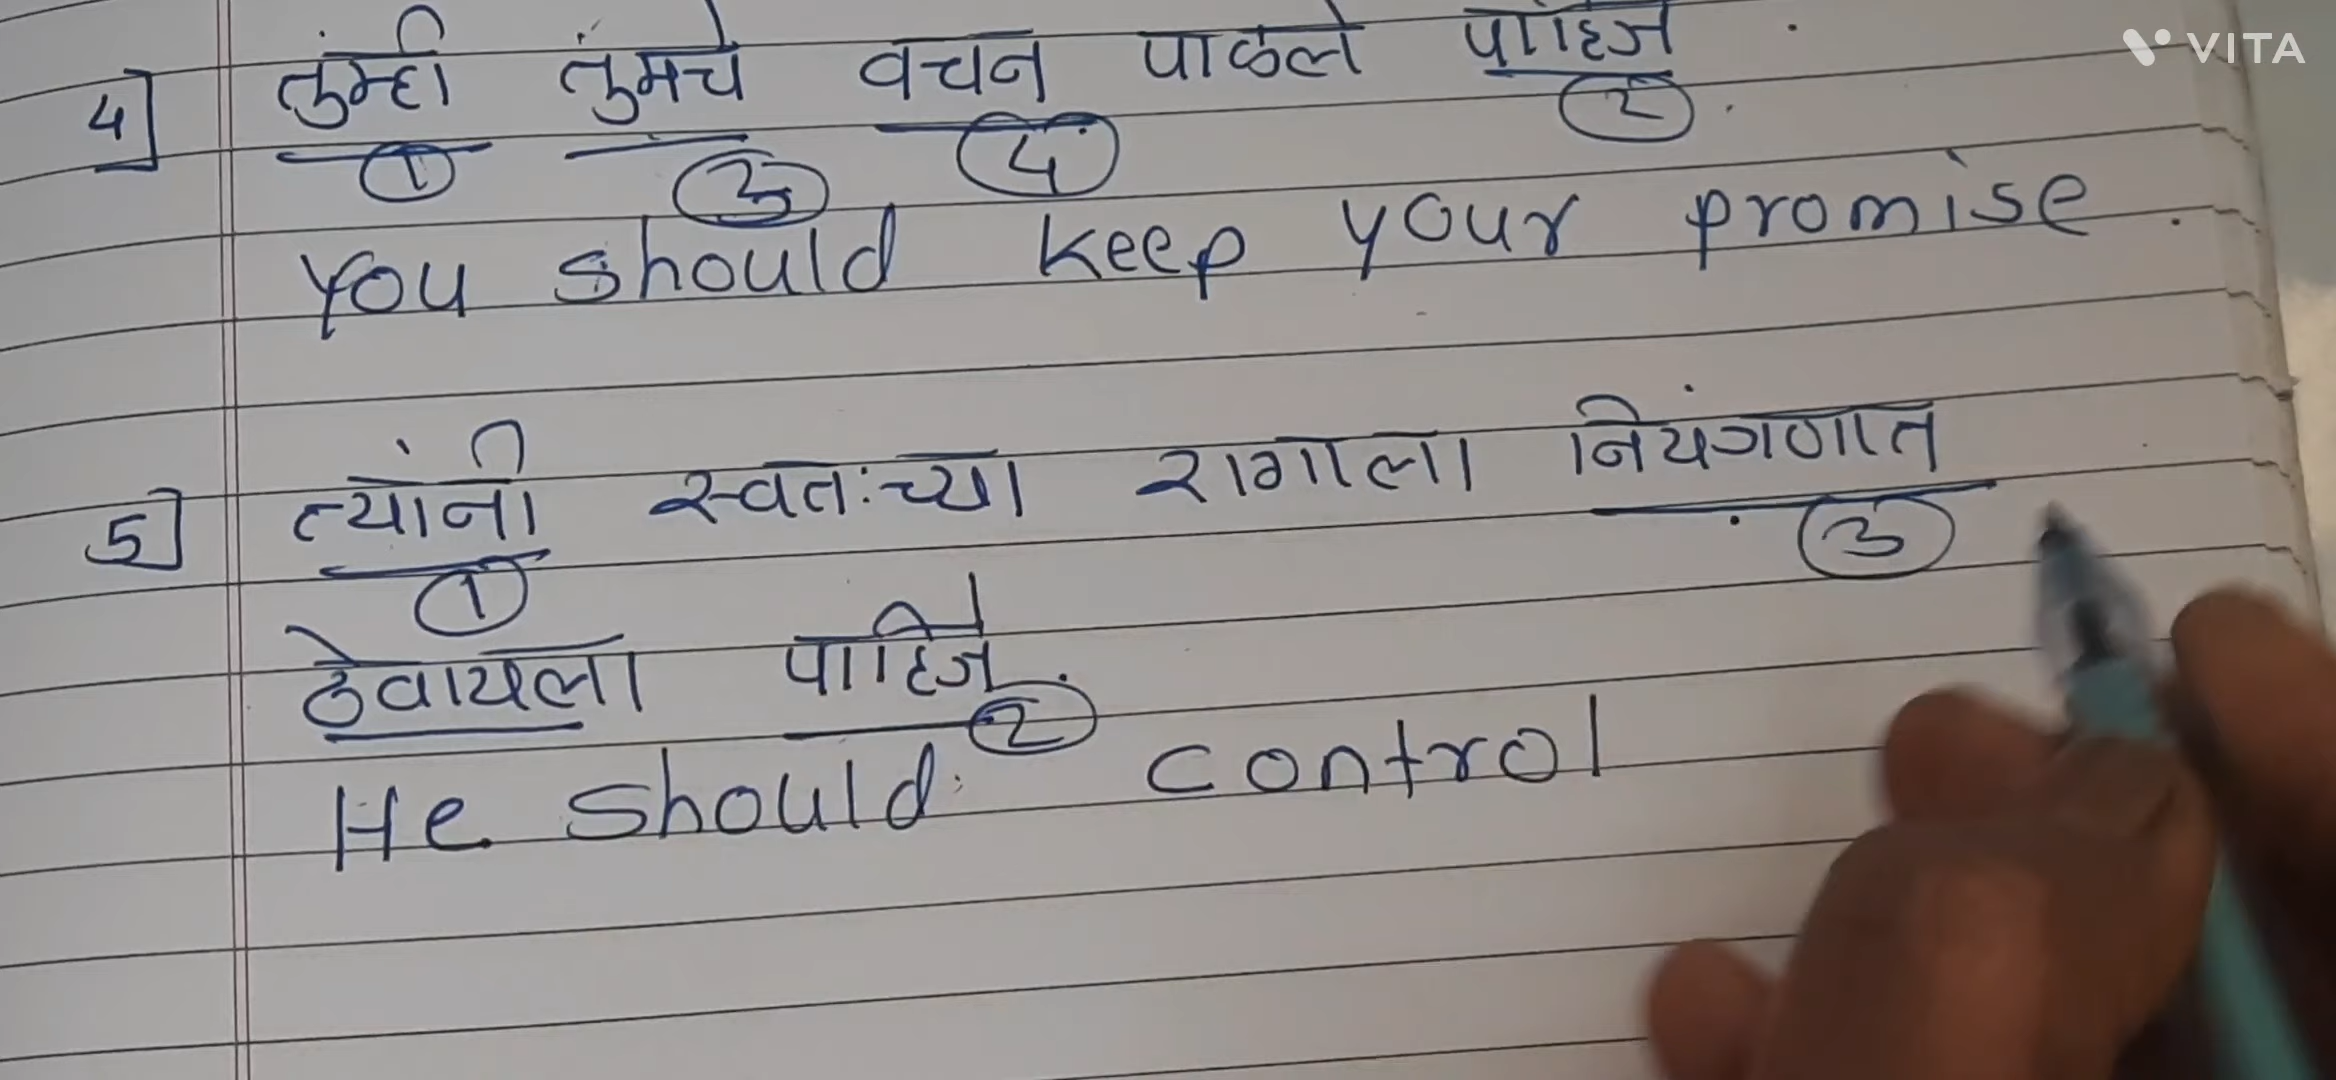 4] तुंम्ही तुंमचे वचन पाळले पाहिजे .
① ③ ④ ②
You should keep your promise .
5] त्यांनी स्वतःच्या रागाला नियंगणात
① ③
ठेवायला पाहिजे .
②
He should control
VITA